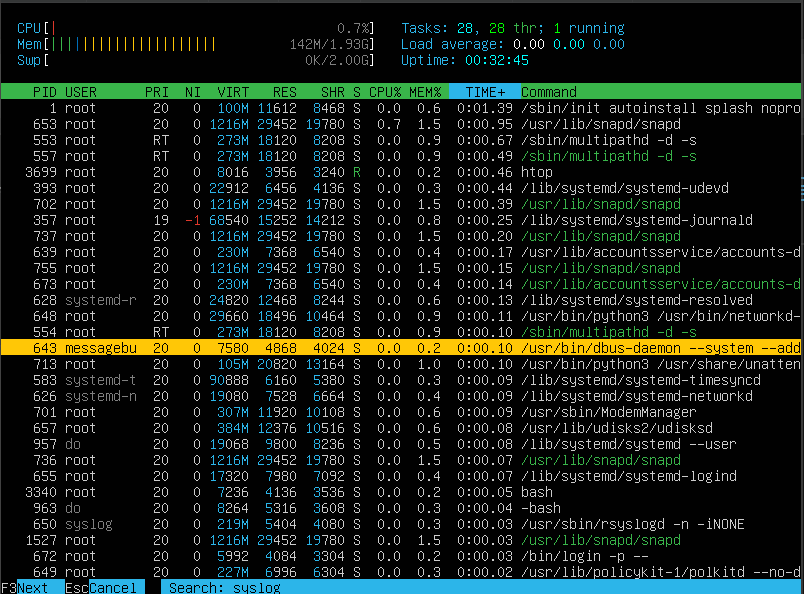 CPU[| 0.7%] Tasks: 28, 28 thr; 1 running
Mem[||||||||||||||||||||| 142M/1.93G] Load average: 0.00 0.00 0.00
Swp[ 0K/2.00G] Uptime: 00:32:45
PID USER PRI NI VIRT RES SHR S CPU% MEM% TIME+ Command
1 root 20 0 100M 11612 8468 S 0.0 0.6 0:01.39 /sbin/init autoinstall splash nopro
653 root 20 0 1216M 29452 19780 S 0.7 1.5 0:00.95 /usr/lib/snapd/snapd
553 root RT 0 273M 18120 8208 S 0.0 0.9 0:00.67 /sbin/multipathd -d -s
557 root RT 0 273M 18120 8208 S 0.0 0.9 0:00.49 /sbin/multipathd -d -s
3699 root 20 0 8016 3956 3240 R 0.0 0.2 0:00.46 htop
393 root 20 0 22912 6456 4136 S 0.0 0.3 0:00.44 /lib/systemd/systemd-udevd
702 root 20 0 1216M 29452 19780 S 0.0 1.5 0:00.39 /usr/lib/snapd/snapd
357 root 19 -1 68540 15252 14212 S 0.0 0.8 0:00.25 /lib/systemd/systemd-journald
737 root 20 0 1216M 29452 19780 S 0.0 1.5 0:00.20 /usr/lib/snapd/snapd
639 root 20 0 230M 7368 6540 S 0.0 0.4 0:00.17 /usr/lib/accountsservice/accounts-d
755 root 20 0 1216M 29452 19780 S 0.0 1.5 0:00.15 /usr/lib/snapd/snapd
673 root 20 0 230M 7368 6540 S 0.0 0.4 0:00.14 /usr/lib/accountsservice/accounts-d
628 systemd-r 20 0 24820 12468 8244 S 0.0 0.6 0:00.13 /lib/systemd/systemd-resolved
648 root 20 0 29660 18496 10464 S 0.0 0.9 0:00.11 /usr/bin/python3 /usr/bin/networkd-
554 root RT 0 273M 18120 8208 S 0.0 0.9 0:00.10 /sbin/multipathd -d -s
643 messagebu 20 0 7580 4868 4024 S 0.0 0.2 0:00.10 /usr/bin/dbus-daemon --system --add
713 root 20 0 105M 20820 13164 S 0.0 1.0 0:00.10 /usr/bin/python3 /usr/share/unatten
583 systemd-t 20 0 90888 6160 5380 S 0.0 0.3 0:00.09 /lib/systemd/systemd-timesyncd
626 systemd-n 20 0 19080 7528 6664 S 0.0 0.4 0:00.09 /lib/systemd/systemd-networkd
701 root 20 0 307M 11920 10108 S 0.0 0.6 0:00.09 /usr/sbin/ModemManager
657 root 20 0 384M 12376 10516 S 0.0 0.6 0:00.08 /usr/lib/udisks2/udisksd
957 do 20 0 19068 9800 8236 S 0.0 0.5 0:00.07 /lib/systemd/systemd --user
736 root 20 0 1216M 29452 19780 S 0.0 1.5 0:00.06 /usr/lib/snapd/snapd
655 root 20 0 17320 7980 7092 S 0.0 0.4 0:00.07 /lib/systemd/systemd-logind
3340 root 20 0 7236 4136 3536 S 0.0 0.2 0:00.05 bash
963 do 20 0 8264 5316 3608 S 0.0 0.3 0:00.04 -bash
650 syslog 20 0 219M 5404 4080 S 0.0 0.3 0:00.03 /usr/sbin/rsyslogd -n -iNONE
1527 root 20 0 1216M 29452 19780 S 0.0 1.5 0:00.03 /usr/lib/snapd/snapd
672 root 20 0 5992 4084 3304 S 0.0 0.2 0:00.03 /bin/login -p --
649 root 20 0 227M 6996 6304 S 0.0 0.3 0:00.02 /usr/lib/policykit-1/polkitd --no-d
F3Next EscCancel Search: syslog